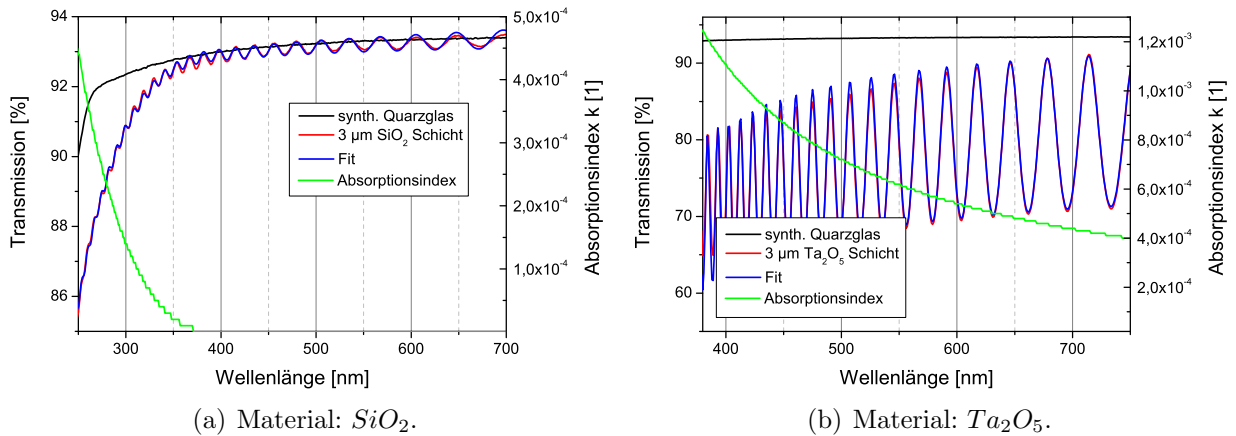 94
92
90
88
86
Transmission [%]
300 400 500 600 700
Wellenlänge [nm]
5,0x10⁻⁴
4,0x10⁻⁴
3,0x10⁻⁴
2,0x10⁻⁴
1,0x10⁻⁴
Absorptionsindex k [1]
synth. Quarzglas
3 µm SiO₂ Schicht
Fit
Absorptionsindex
(a) Material: SiO₂.
90
80
70
60
Transmission [%]
400 500 600 700
Wellenlänge [nm]
1,2x10⁻³
1,0x10⁻³
8,0x10⁻⁴
6,0x10⁻⁴
4,0x10⁻⁴
2,0x10⁻⁴
Absorptionsindex k [1]
synth. Quarzglas
3 µm Ta₂O₅ Schicht
Fit
Absorptionsindex
(b) Material: Ta₂O₅.